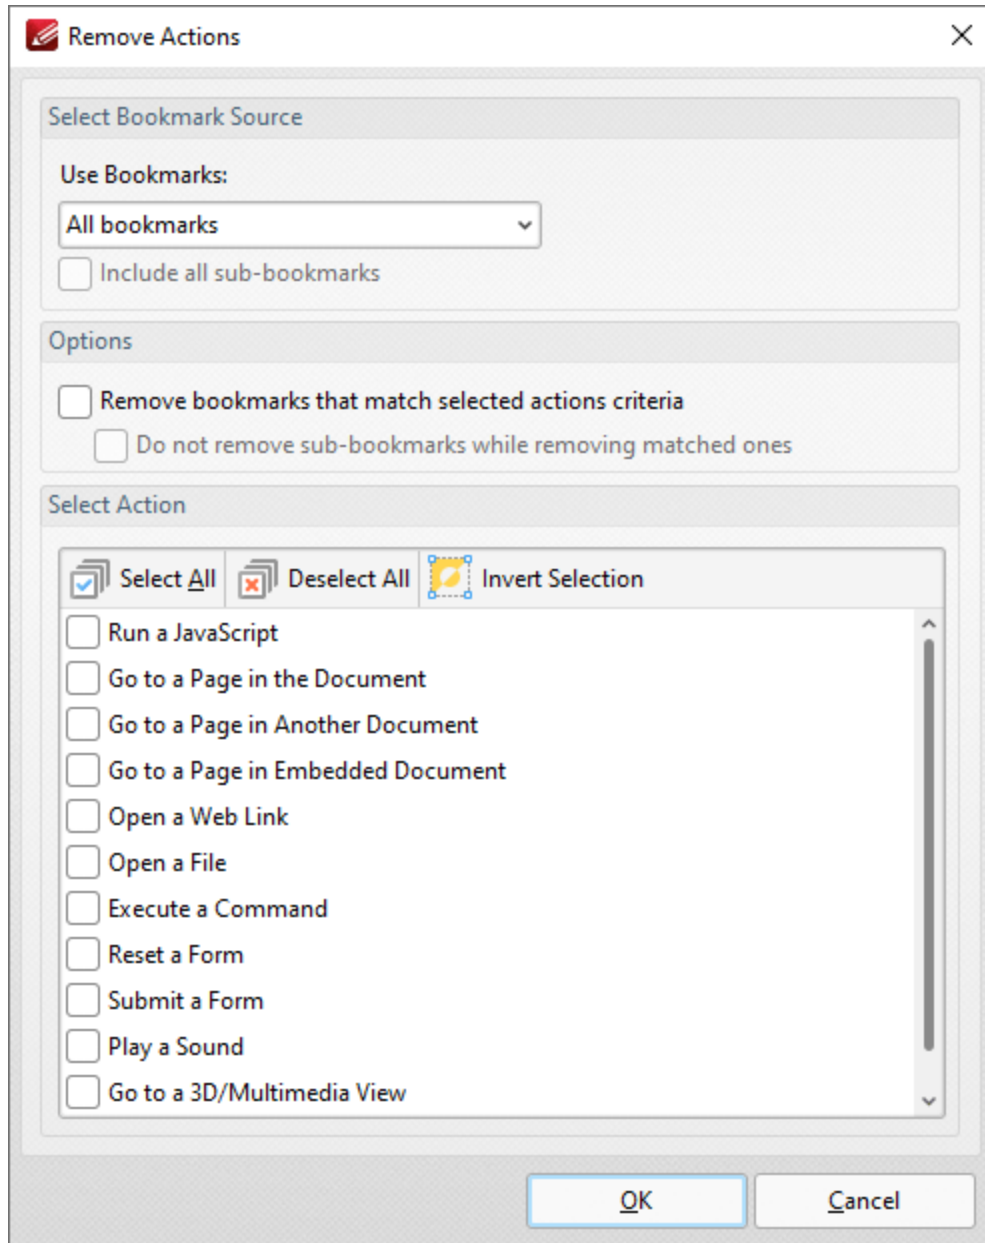 Remove Actions
Select Bookmark Source
Use Bookmarks:
All bookmarks
Include all sub-bookmarks
Options
Remove bookmarks that match selected actions criteria
Do not remove sub-bookmarks while removing matched ones
Select Action
Select All Deselect All Invert Selection
Run a JavaScript
Go to a Page in the Document
Go to a Page in Another Document
Go to a Page in Embedded Document
Open a Web Link
Open a File
Execute a Command
Reset a Form
Submit a Form
Play a Sound
Go to a 3D/Multimedia View
OK Cancel